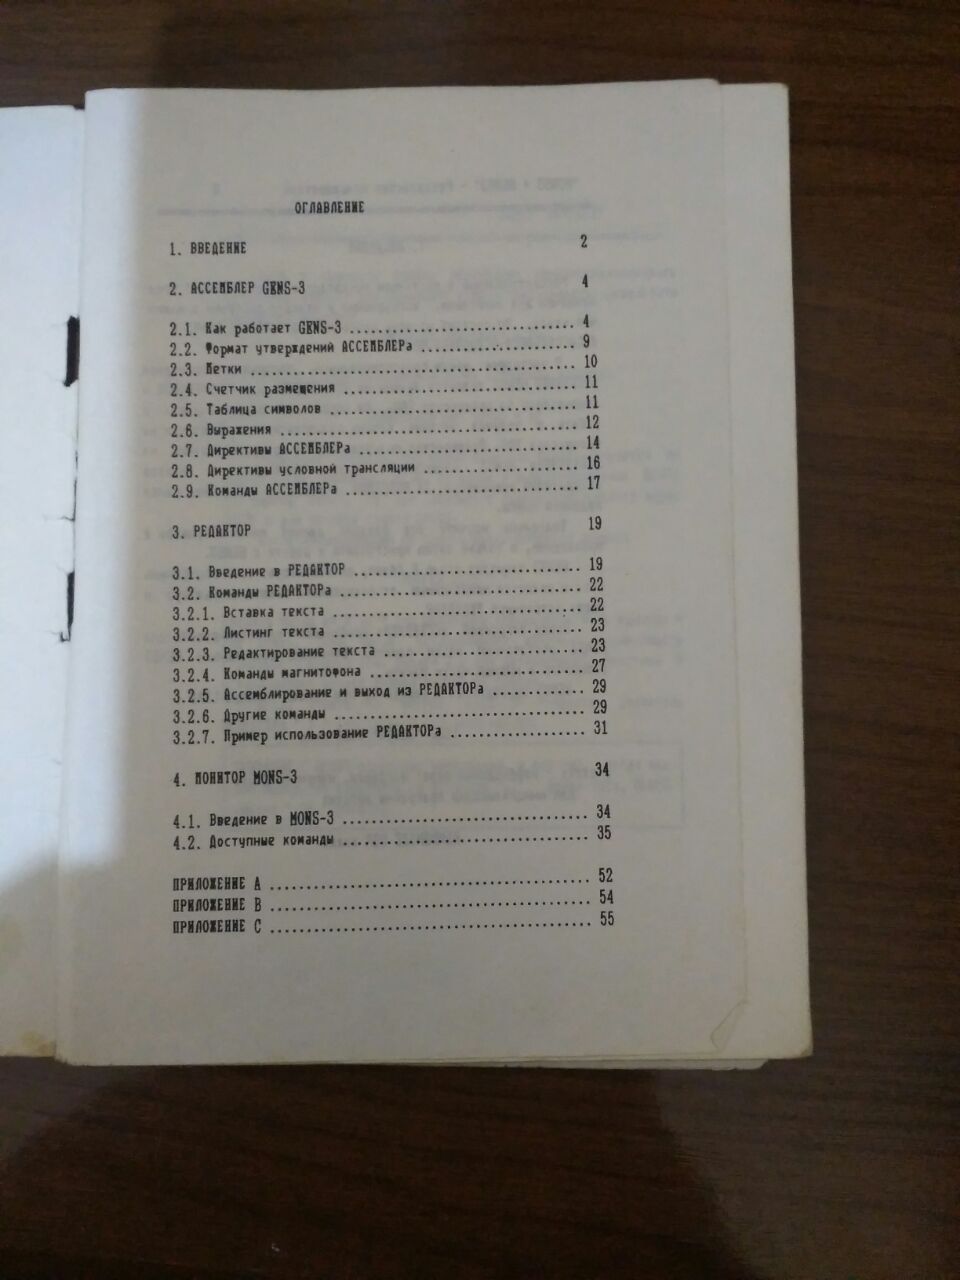 ОГЛАВЛЕНИЕ
1. ВВЕДЕНИЕ 2
2. АССЕМБЛЕР GENS-3 4
2.1. Как работает GENS-3 ................................ 4
2.2. Формат утверждений АССЕМБЛЕРа ....................... 9
2.3. Метки .............................................. 10
2.4. Счетчик размещения ................................. 11
2.5. Таблица символов ................................... 11
2.6. Выражения .......................................... 12
2.7. Директивы АССЕМБЛЕРа ............................... 14
2.8. Директивы условной трансляции ...................... 16
2.9. Команды АССЕМБЛЕРа ................................. 17
3. РЕДАКТОР 19
3.1. Введение в РЕДАКТОР ................................ 19
3.2. Команды РЕДАКТОРа .................................. 22
3.2.1. Вставка текста ................................... 22
3.2.2. Листинг текста ................................... 23
3.2.3. Редактирование текста ............................ 23
3.2.4. Команды магнитофона .............................. 27
3.2.5. Ассемблирование и выход из РЕДАКТОРа ............. 29
3.2.6. Другие команды ................................... 29
3.2.7. Пример использование РЕДАКТОРа ................... 31
4. МОНИТОР MONS-3 34
4.1. Введение в MONS-3 .................................. 34
4.2. Доступные команды .................................. 35
ПРИЛОЖЕНИЕ A ............................................ 52
ПРИЛОЖЕНИЕ B ............................................ 54
ПРИЛОЖЕНИЕ C ............................................ 55